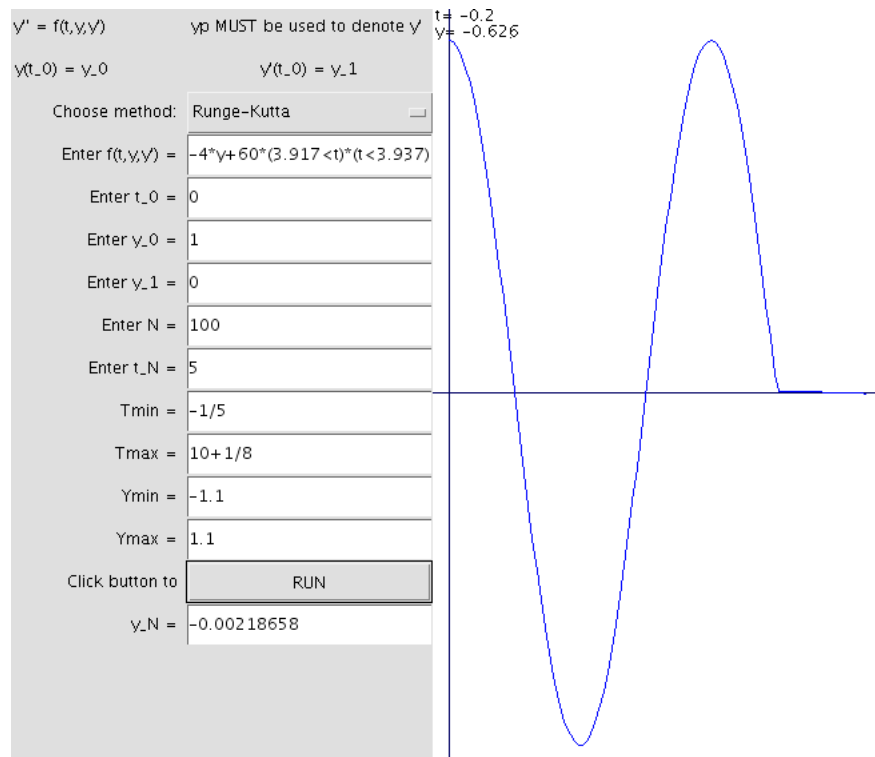 y'' = f(t,y,y') yp MUST be used to denote y'
y(t_0) = y_0 y'(t_0) = y_1
Choose method: Runge-Kutta
Enter f(t,y,y') = -4*y+60*(3.917<t)*(t<3.937)
Enter t_0 = 0
Enter y_0 = 1
Enter y_1 = 0
Enter N = 100
Enter t_N = 5
Tmin = -1/5
Tmax = 10+1/8
Ymin = -1.1
Ymax = 1.1
Click button to RUN
y_N = -0.00218658
t= -0.2
y= -0.626